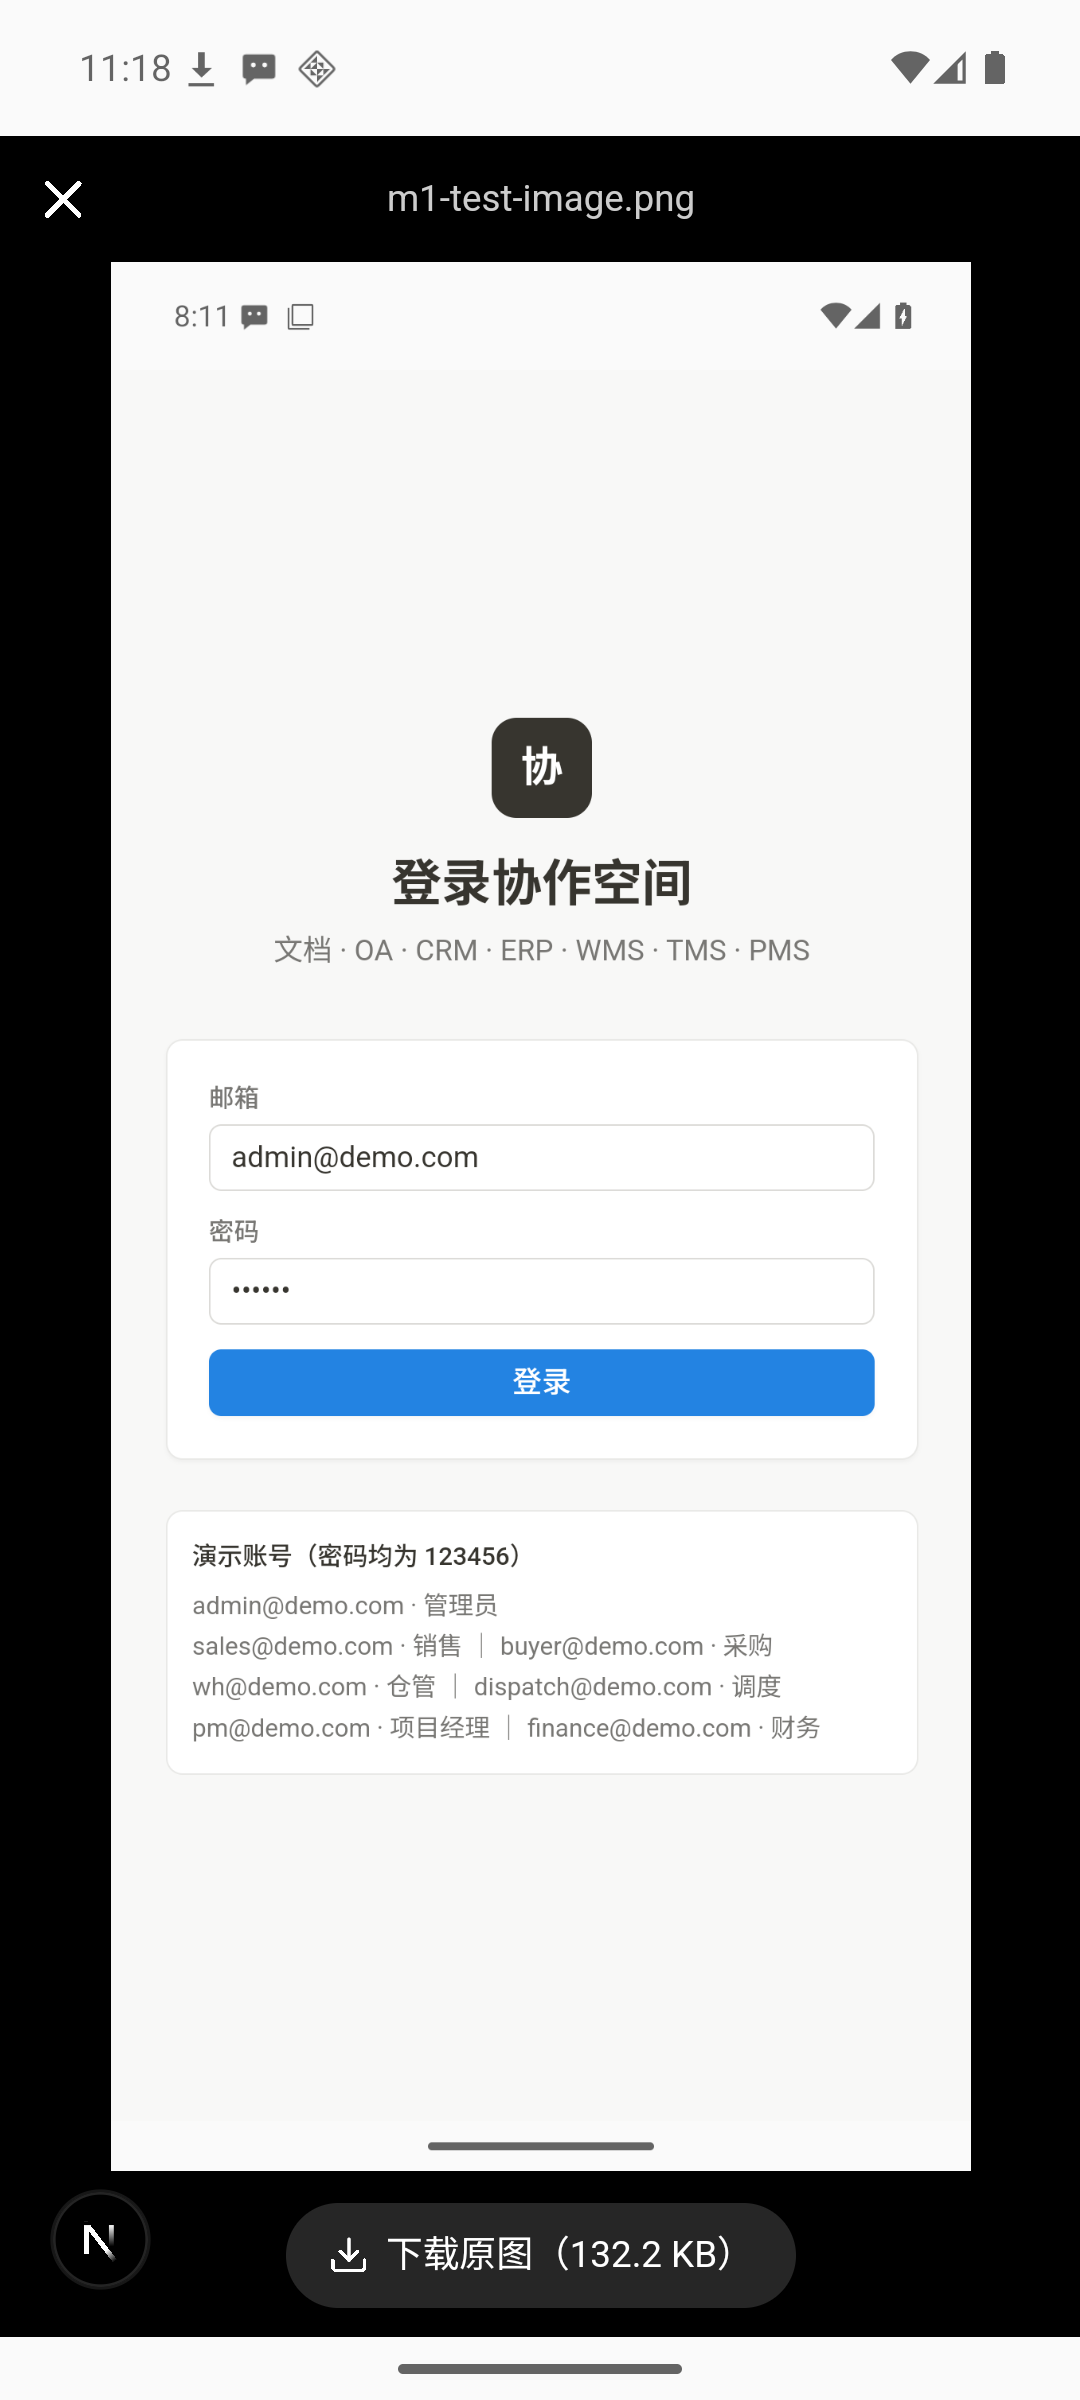 11:18
m1-test-image.png
8:11
协
登录协作空间
文档 · OA · CRM · ERP · WMS · TMS · PMS
邮箱
admin@demo.com
密码
••••••
登录
演示账号（密码均为 123456）
admin@demo.com · 管理员
sales@demo.com · 销售 ｜ buyer@demo.com · 采购
wh@demo.com · 仓管 ｜ dispatch@demo.com · 调度
pm@demo.com · 项目经理 ｜ finance@demo.com · 财务
N
下载原图（132.2 KB）